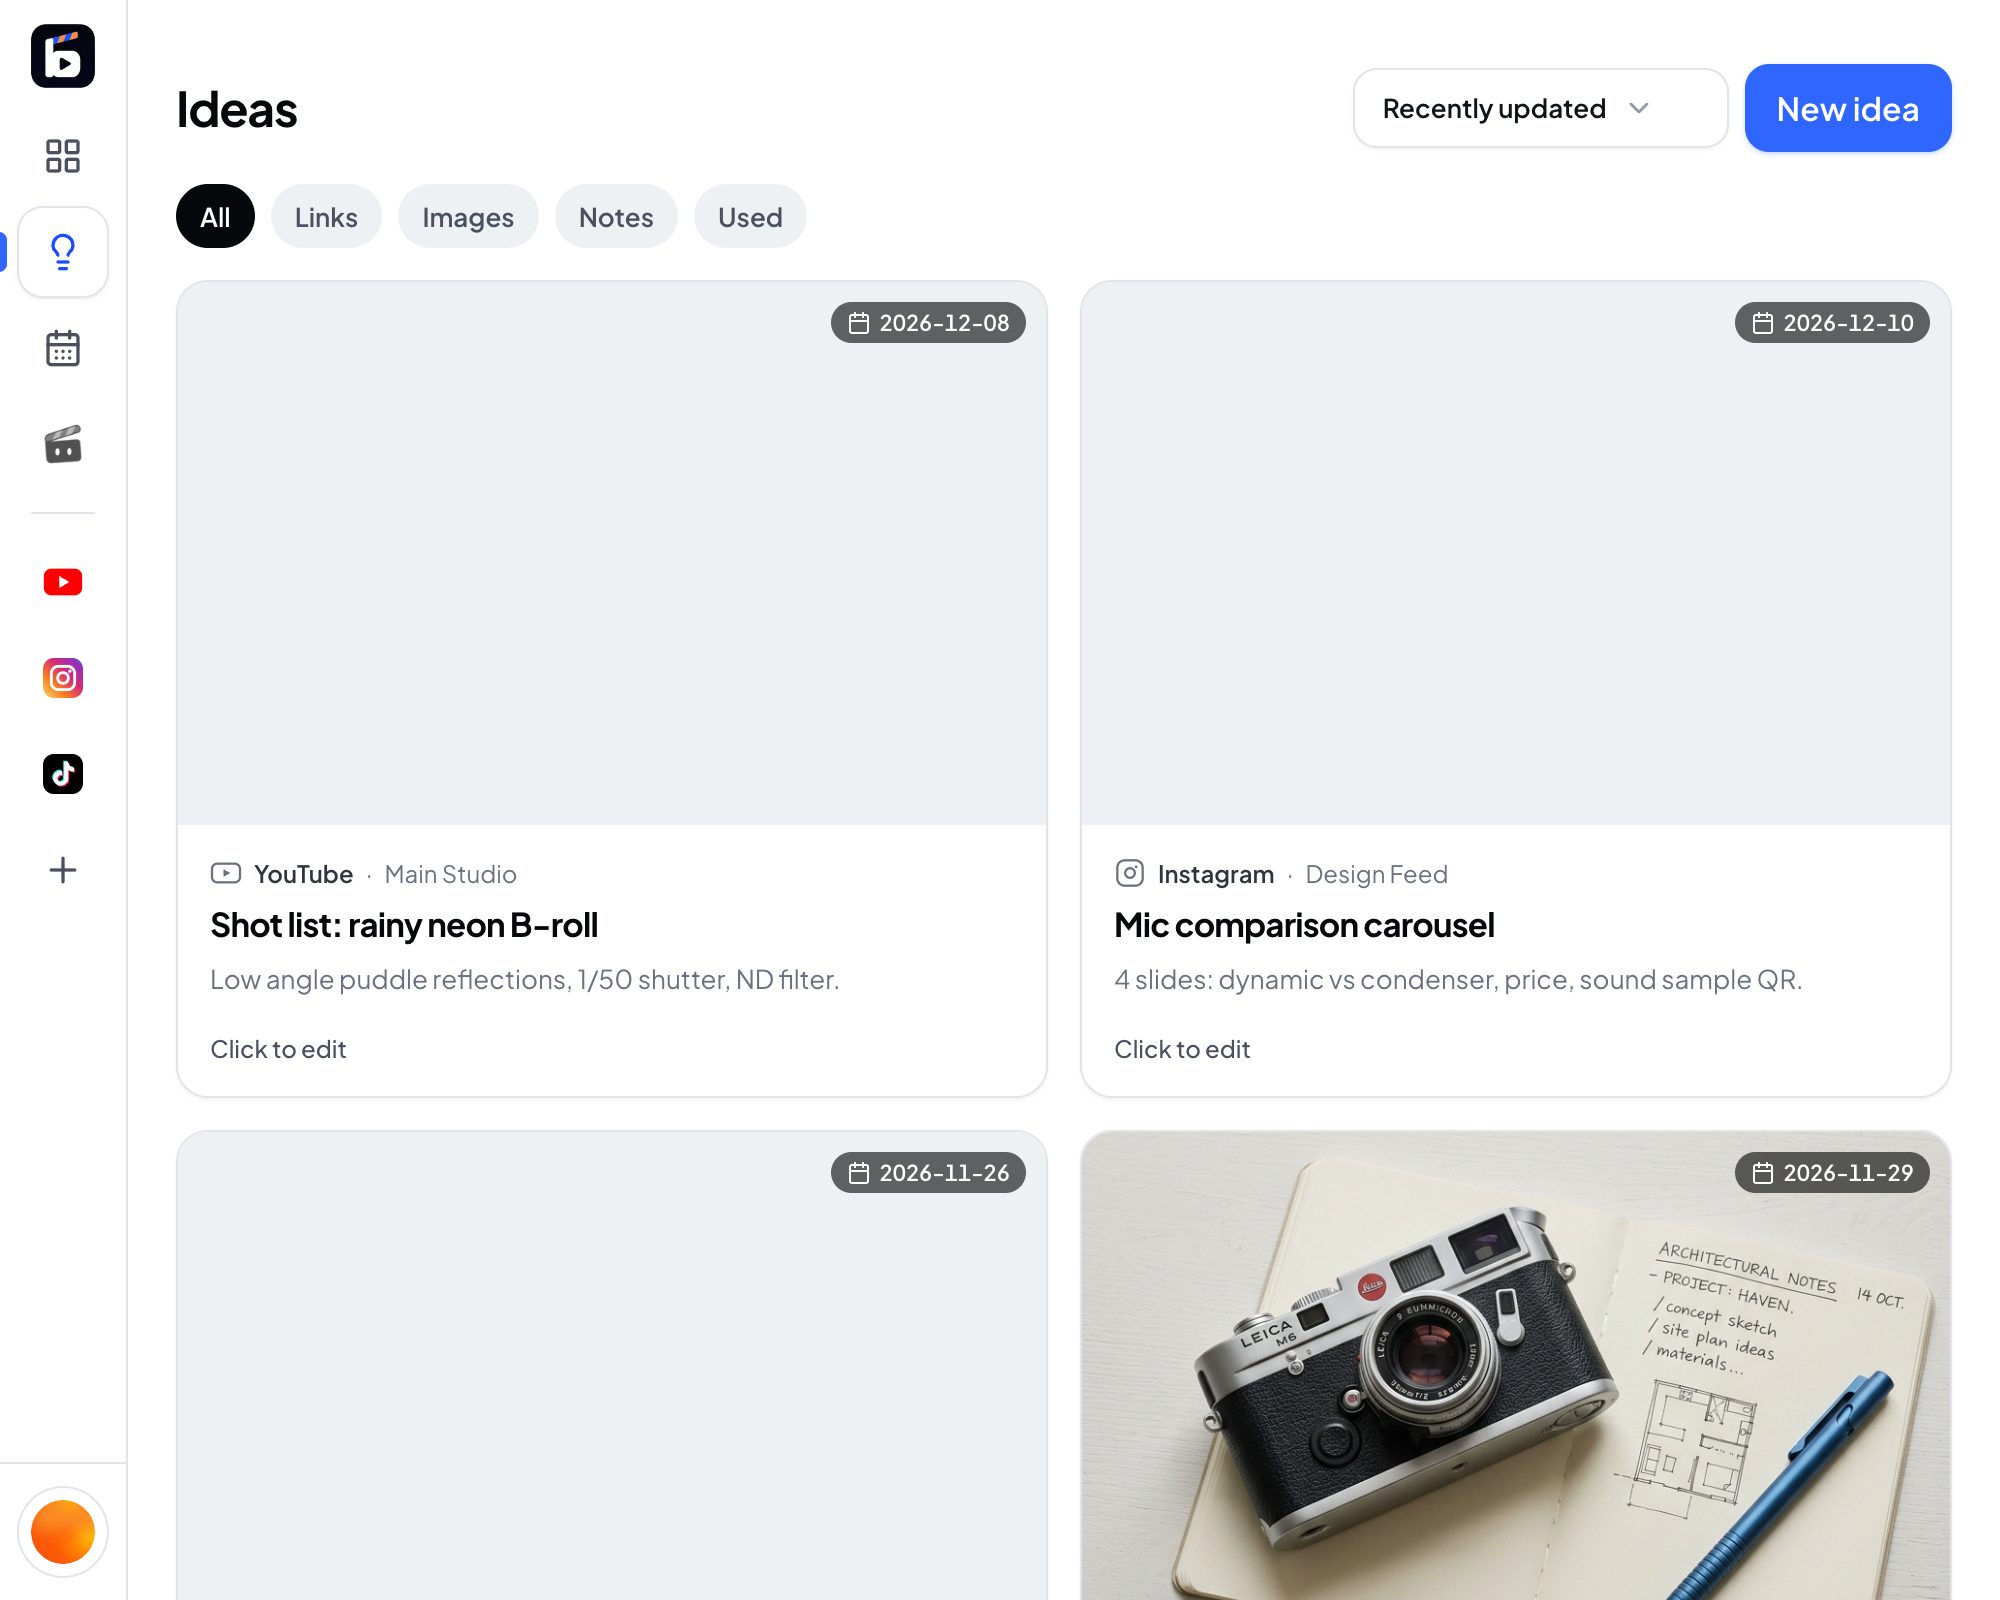 Ideas
Recently updated
New idea
All
Links
Images
Notes
Used
2026-12-08
YouTube · Main Studio
Shot list: rainy neon B-roll
Low angle puddle reflections, 1/50 shutter, ND filter.
Click to edit
2026-12-10
Instagram · Design Feed
Mic comparison carousel
4 slides: dynamic vs condenser, price, sound sample QR.
Click to edit
2026-11-26
2026-11-29
ARCHITECTURAL NOTES 14 OCT.
- PROJECT: HAVEN.
/ concept sketch
/ site plan ideas
/ materials...
LEICA
M6